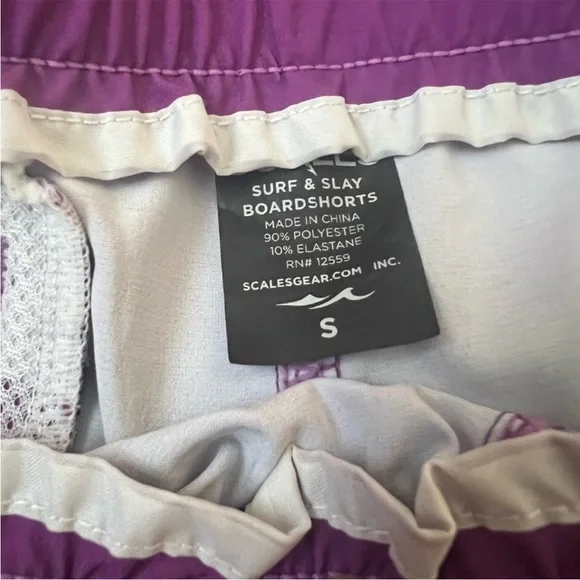 SURF & SLAY
BOARDSHORTS
MADE IN CHINA
90% POLYESTER
10% ELASTANE
RN# 12559
SCALESGEAR.COM INC.
S